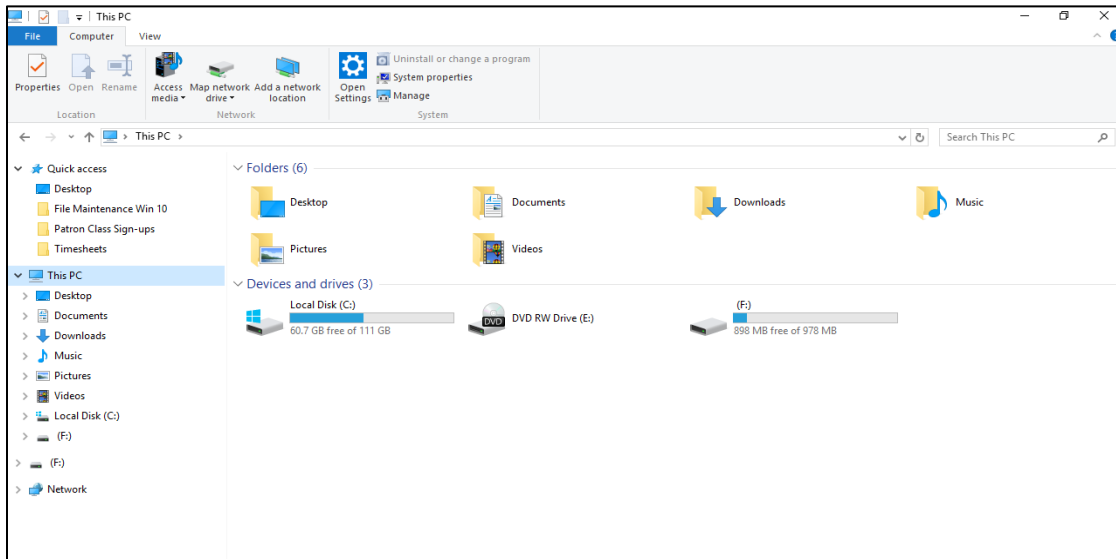 This PC
File Computer View
Properties Open Rename Access media Map network drive Add a network location Open Settings Uninstall or change a program
System properties
Manage
Location Network System
This PC Search This PC
Quick access
Desktop
File Maintenance Win 10
Patron Class Sign-ups
Timesheets
This PC
Desktop
Documents
Downloads
Music
Pictures
Videos
Local Disk (C:)
(F:)
(F:)
Network
Folders (6)
Desktop Documents Downloads Music
Pictures Videos
Devices and drives (3)
Local Disk (C:)
60.7 GB free of 111 GB
DVD
DVD RW Drive (E:)
(F:)
898 MB free of 978 MB